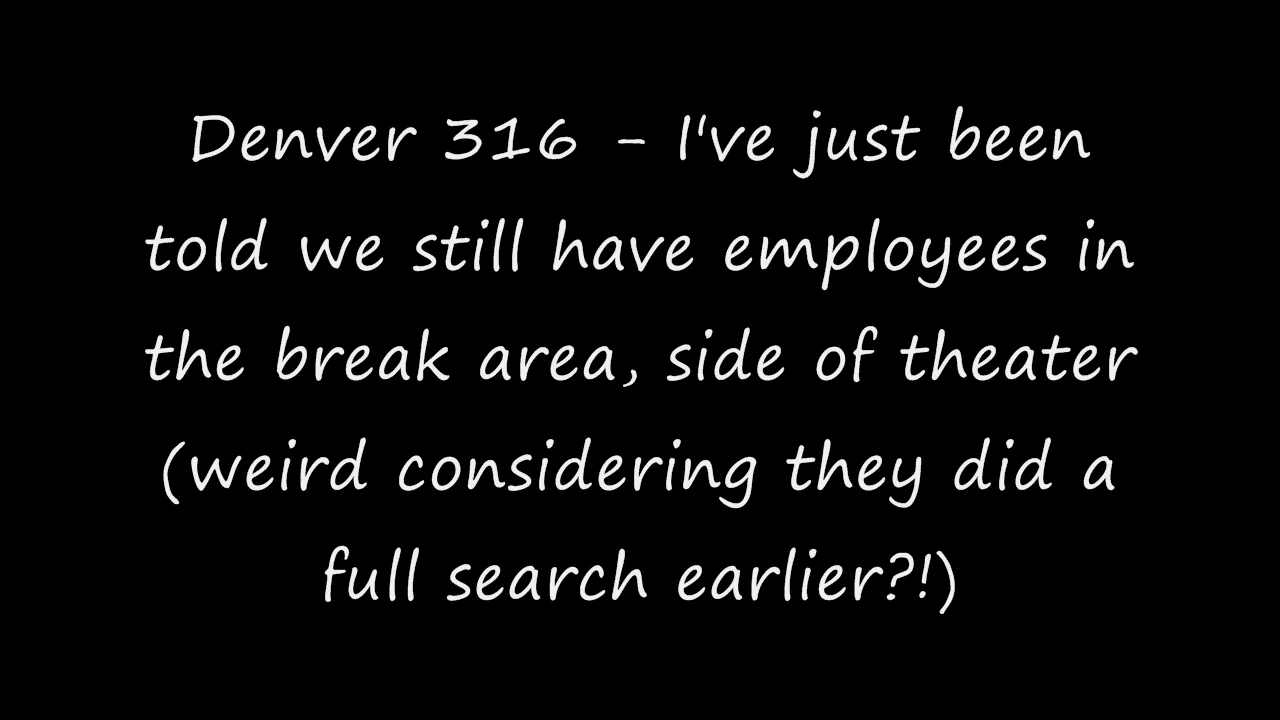 Denver 316 - I've just been
told we still have employees in
the break area, side of theater
(weird considering they did a
full search earlier?!)